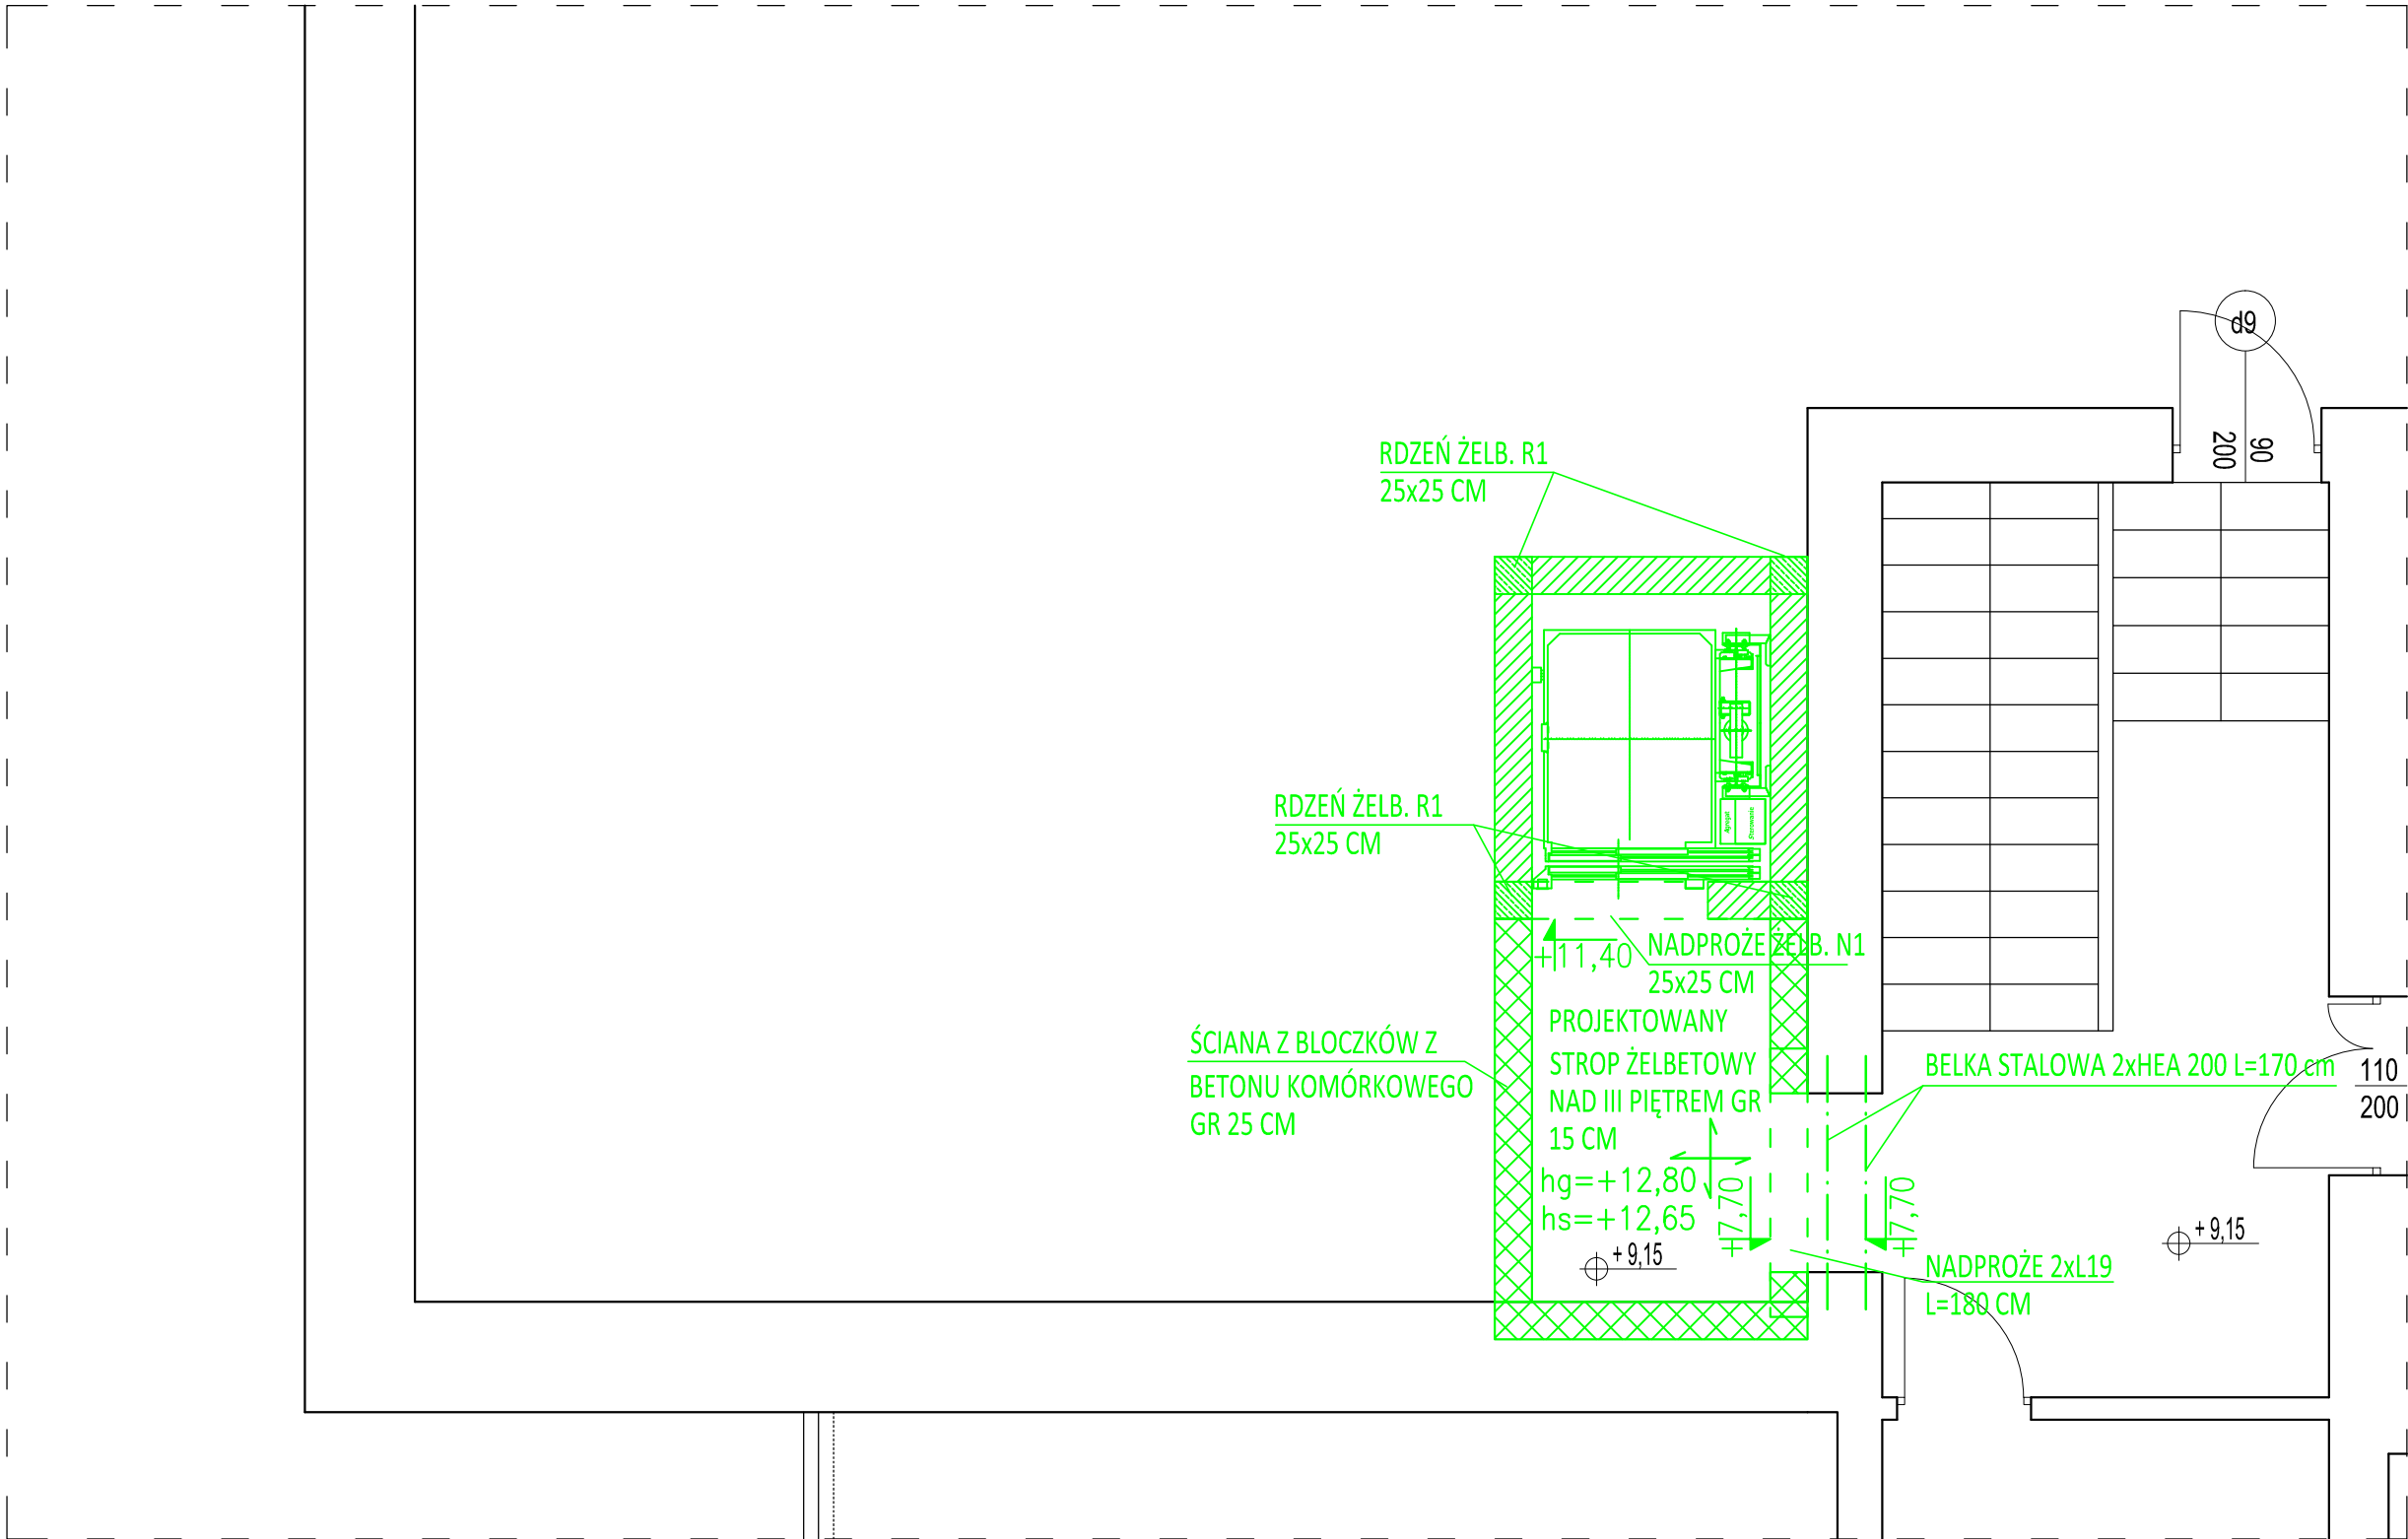 d9
90
200
RDZEŃ ŻELB. R1
25x25 CM
RDZEŃ ŻELB. R1
25x25 CM
Agregat
Sterowanie
+11,40
NADPROŻE ŻELB. N1
25x25 CM
PROJEKTOWANY
STROP ŻELBETOWY
NAD III PIĘTREM GR
15 CM
hg=+12,80
hs=+12,65
ŚCIANA Z BLOCZKÓW Z
BETONU KOMÓRKOWEGO
GR 25 CM
BELKA STALOWA 2xHEA 200 L=170 cm
110
200
+7,70
+7,70
+ 9,15
+ 9,15
NADPROŻE 2xL19
L=180 CM